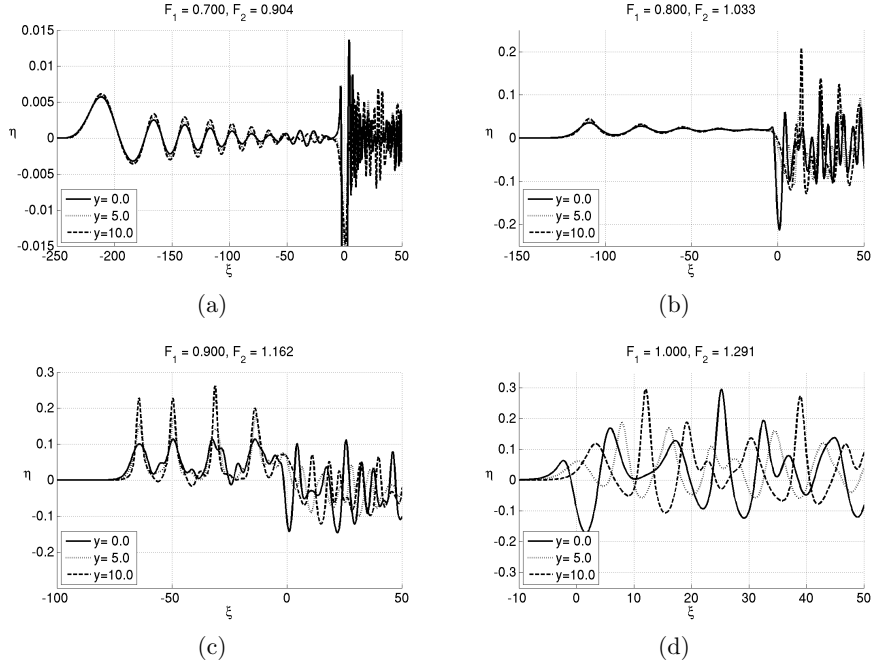 F1 = 0.700, F2 = 0.904
0.015
0.01
0.005
0
-0.005
-0.01
-0.015
η
y= 0.0
y= 5.0
y=10.0
-250 -200 -150 -100 -50 0 50
ξ
(a)
F1 = 0.800, F2 = 1.033
0.2
0.1
0
-0.1
-0.2
η
y= 0.0
y= 5.0
y=10.0
-150 -100 -50 0 50
ξ
(b)
F1 = 0.900, F2 = 1.162
0.3
0.2
0.1
0
-0.1
-0.2
η
y= 0.0
y= 5.0
y=10.0
-100 -50 0 50
ξ
(c)
F1 = 1.000, F2 = 1.291
0.3
0.2
0.1
0
-0.1
-0.2
-0.3
η
y= 0.0
y= 5.0
y=10.0
-10 0 10 20 30 40 50
ξ
(d)